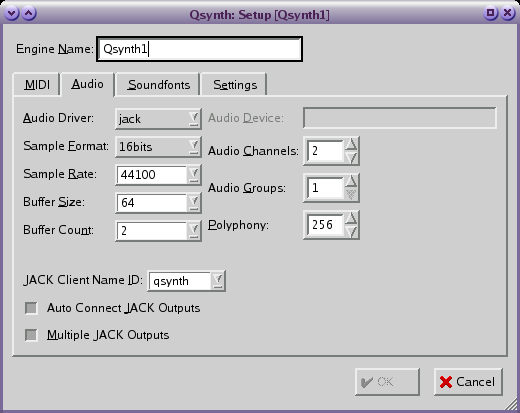 Qsynth: Setup [Qsynth1]
Engine Name: Qsynth1
MIDI Audio Soundfonts Settings
Audio Driver: jack Audio Device:
Sample Format: 16bits
Audio Channels: 2
Sample Rate: 44100
Audio Groups: 1
Buffer Size: 64
Polyphony: 256
Buffer Count: 2
JACK Client Name ID: qsynth
Auto Connect JACK Outputs
Multiple JACK Outputs
OK Cancel